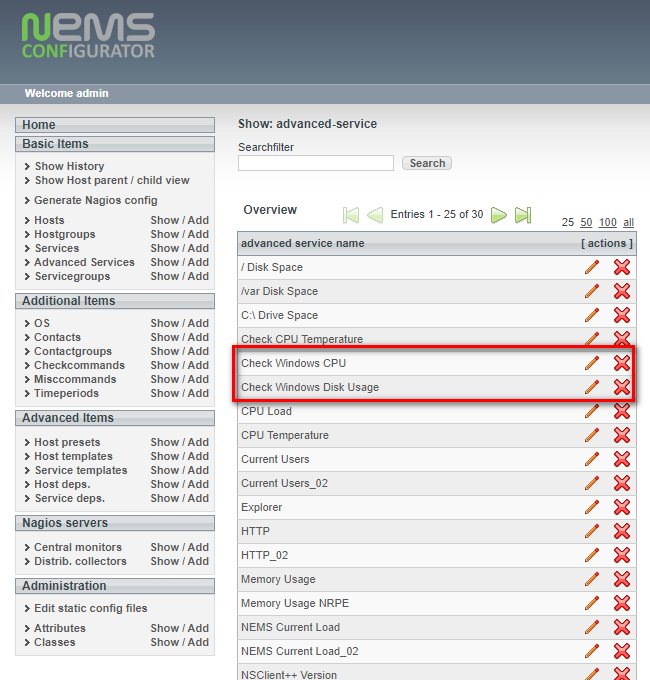 NEMS
CONFIGURATOR
Welcome admin
Home
Basic Items
Show History
Show Host parent / child view
Generate Nagios config
Hosts Show / Add
Hostgroups Show / Add
Services Show / Add
Advanced Services Show / Add
Servicegroups Show / Add
Additional Items
OS Show / Add
Contacts Show / Add
Contactgroups Show / Add
Checkcommands Show / Add
Misccommands Show / Add
Timeperiods Show / Add
Advanced Items
Host presets Show / Add
Host templates Show / Add
Service templates Show / Add
Host deps. Show / Add
Service deps. Show / Add
Nagios servers
Central monitors Show / Add
Distrib. collectors Show / Add
Administration
Edit static config files
Attributes Show / Add
Classes Show / Add
Show: advanced-service
Searchfilter
Search
Overview Entries 1 - 25 of 30 25 50 100 all
advanced service name [ actions ]
/ Disk Space
/var Disk Space
C:\ Drive Space
Check CPU Temperature
Check Windows CPU
Check Windows Disk Usage
CPU Load
CPU Temperature
Current Users
Current Users_02
Explorer
HTTP
HTTP_02
Memory Usage
Memory Usage NRPE
NEMS Current Load
NEMS Current Load_02
NSClient++ Version